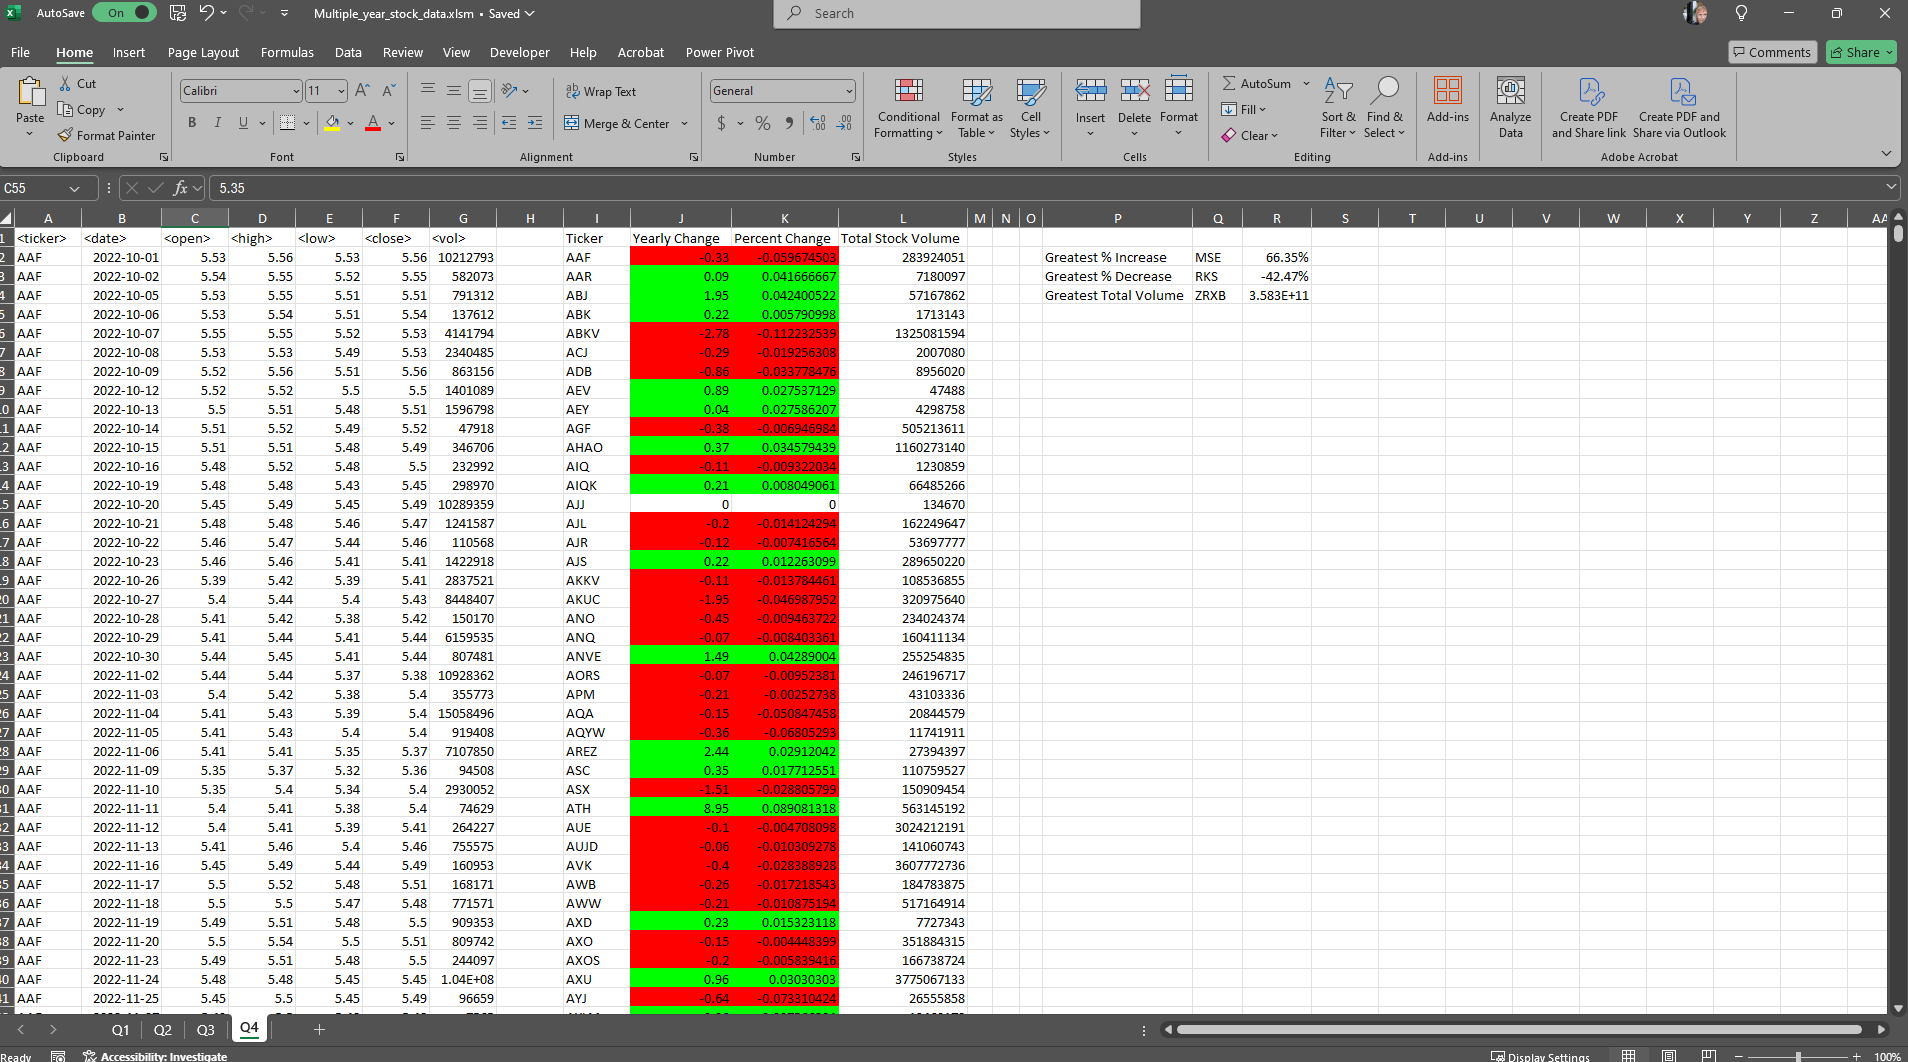 AutoSave On Multiple_year_stock_data.xlsm • Saved Search
File Home Insert Page Layout Formulas Data Review View Developer Help Acrobat Power Pivot Comments Share
Paste Cut Copy Format Painter Clipboard
Calibri 11 B I U A Font
Wrap Text Merge & Center Alignment
General $ % Number
Conditional Formatting Format as Table Cell Styles Styles
Insert Delete Format Cells
AutoSum Fill Clear Sort & Filter Find & Select Editing
Add-ins Add-ins
Analyze Data
Create PDF and Share link Create PDF and Share via Outlook Adobe Acrobat
C55 fx 5.35
A B C D E F G H I J K L M N O P Q R S T U V W X Y Z AA
1 <ticker> <date> <open> <high> <low> <close> <vol> Ticker Yearly Change Percent Change Total Stock Volume
2 AAF 2022-10-01 5.53 5.56 5.53 5.56 10212793 AAF -0.33 -0.059674503 283924051 Greatest % Increase MSE 66.35%
3 AAF 2022-10-02 5.54 5.55 5.52 5.55 582073 AAR 0.09 0.041666667 7180097 Greatest % Decrease RKS -42.47%
4 AAF 2022-10-05 5.53 5.55 5.51 5.51 791312 ABJ 1.95 0.042400522 57167862 Greatest Total Volume ZRXB 3.583E+11
5 AAF 2022-10-06 5.53 5.54 5.51 5.54 137612 ABK 0.22 0.005790998 1713143
6 AAF 2022-10-07 5.55 5.55 5.52 5.53 4141794 ABKV -2.78 -0.112232539 1325081594
7 AAF 2022-10-08 5.53 5.53 5.49 5.53 2340485 ACJ -0.29 -0.019256308 2007080
8 AAF 2022-10-09 5.52 5.56 5.51 5.56 863156 ADB -0.86 -0.033778476 8956020
9 AAF 2022-10-12 5.52 5.52 5.5 5.5 1401089 AEV 0.89 0.027537129 47488
0 AAF 2022-10-13 5.5 5.51 5.48 5.51 1596798 AEY 0.04 0.027586207 4298758
1 AAF 2022-10-14 5.51 5.52 5.49 5.52 47918 AGF -0.38 -0.006946984 505213611
2 AAF 2022-10-15 5.51 5.51 5.48 5.49 346706 AHAO 0.37 0.034579439 1160273140
3 AAF 2022-10-16 5.48 5.52 5.48 5.5 232992 AIQ -0.11 -0.009322034 1230859
4 AAF 2022-10-19 5.48 5.48 5.43 5.45 298970 AIQK 0.21 0.008049061 66485266
5 AAF 2022-10-20 5.45 5.49 5.45 5.49 10289359 AJJ 0 0 134670
6 AAF 2022-10-21 5.48 5.48 5.46 5.47 1241587 AJL -0.2 -0.014124294 162249647
7 AAF 2022-10-22 5.46 5.47 5.44 5.46 110568 AJR -0.12 -0.007416564 53697777
8 AAF 2022-10-23 5.46 5.46 5.41 5.41 1422918 AJS 0.22 0.012263099 289650220
9 AAF 2022-10-26 5.39 5.42 5.39 5.41 2837521 AKKV -0.11 -0.013784461 108536855
0 AAF 2022-10-27 5.4 5.44 5.4 5.43 8448407 AKUC -1.95 -0.046987952 320975640
1 AAF 2022-10-28 5.41 5.42 5.38 5.42 150170 ANO -0.45 -0.009463722 234024374
2 AAF 2022-10-29 5.41 5.44 5.41 5.44 6159535 ANQ -0.07 -0.008403361 160411134
3 AAF 2022-10-30 5.44 5.45 5.41 5.44 807481 ANVE 1.49 0.04289004 255254835
4 AAF 2022-11-02 5.44 5.44 5.37 5.38 10928362 AORS -0.07 -0.00952381 246196717
5 AAF 2022-11-03 5.4 5.42 5.38 5.4 355773 APM -0.21 -0.00252738 43103336
6 AAF 2022-11-04 5.41 5.43 5.39 5.4 15058496 AQA -0.15 -0.050847458 20844579
7 AAF 2022-11-05 5.41 5.43 5.4 5.4 919408 AQYW -0.36 -0.06805293 11741911
8 AAF 2022-11-06 5.41 5.41 5.35 5.37 7107850 AREZ 2.44 0.02912042 27394397
9 AAF 2022-11-09 5.35 5.37 5.32 5.36 94508 ASC 0.35 0.017712551 110759527
0 AAF 2022-11-10 5.35 5.4 5.34 5.4 2930052 ASX -1.51 -0.028805799 150909454
1 AAF 2022-11-11 5.4 5.41 5.38 5.4 74629 ATH 8.95 0.089081318 563145192
2 AAF 2022-11-12 5.4 5.41 5.39 5.41 264227 AUE -0.1 -0.004708098 3024212191
3 AAF 2022-11-13 5.41 5.46 5.4 5.46 755575 AUJD -0.06 -0.010309278 141060743
4 AAF 2022-11-16 5.45 5.49 5.44 5.49 160953 AVK -0.4 -0.028388928 3607772736
5 AAF 2022-11-17 5.5 5.52 5.48 5.51 168171 AWB -0.26 -0.017218543 184783875
6 AAF 2022-11-18 5.5 5.5 5.47 5.48 771571 AWW -0.21 -0.010875194 517164914
7 AAF 2022-11-19 5.49 5.51 5.48 5.5 909353 AXD 0.23 0.015323118 7727343
8 AAF 2022-11-20 5.5 5.54 5.5 5.51 809742 AXO -0.15 -0.004448399 351884315
9 AAF 2022-11-23 5.49 5.51 5.48 5.5 244097 AXOS -0.2 -0.005839416 166738724
0 AAF 2022-11-24 5.48 5.48 5.45 5.45 1.04E+08 AXU 0.96 0.03030303 3775067133
1 AAF 2022-11-25 5.45 5.5 5.45 5.49 96659 AYJ -0.64 -0.073310424 26555858
Q1 Q2 Q3 Q4
Ready Accessibility: Investigate Display Settings 100%